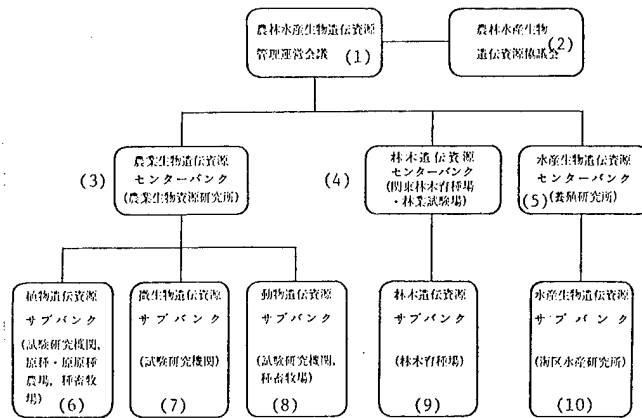 農林水産生物遺伝資源
管理運営会議 (1)
農林水産生物
遺伝資源協議会 (2)
(3)
農業生物遺伝資源
センターバンク
(農業生物資源研究所)
(4)
林木遺伝資源
センターバンク
(関東林木育種場
・林業試験場)
水産生物遺伝資源
センターバンク
(5) (養殖研究所)
植物遺伝資源
サブバンク
(試験研究機関,
原種・原原種
農場, 種畜牧
場)
(6)
微生物遺伝資源
サブバンク
(試験研究機関)
(7)
動物遺伝資源
サブバンク
(試験研究機関,
種畜牧場)
(8)
林木遺伝資源
サブバンク
(林木育種場)
(9)
水産生物遺伝資源
サブバンク
(海区水産研究所)
(10)